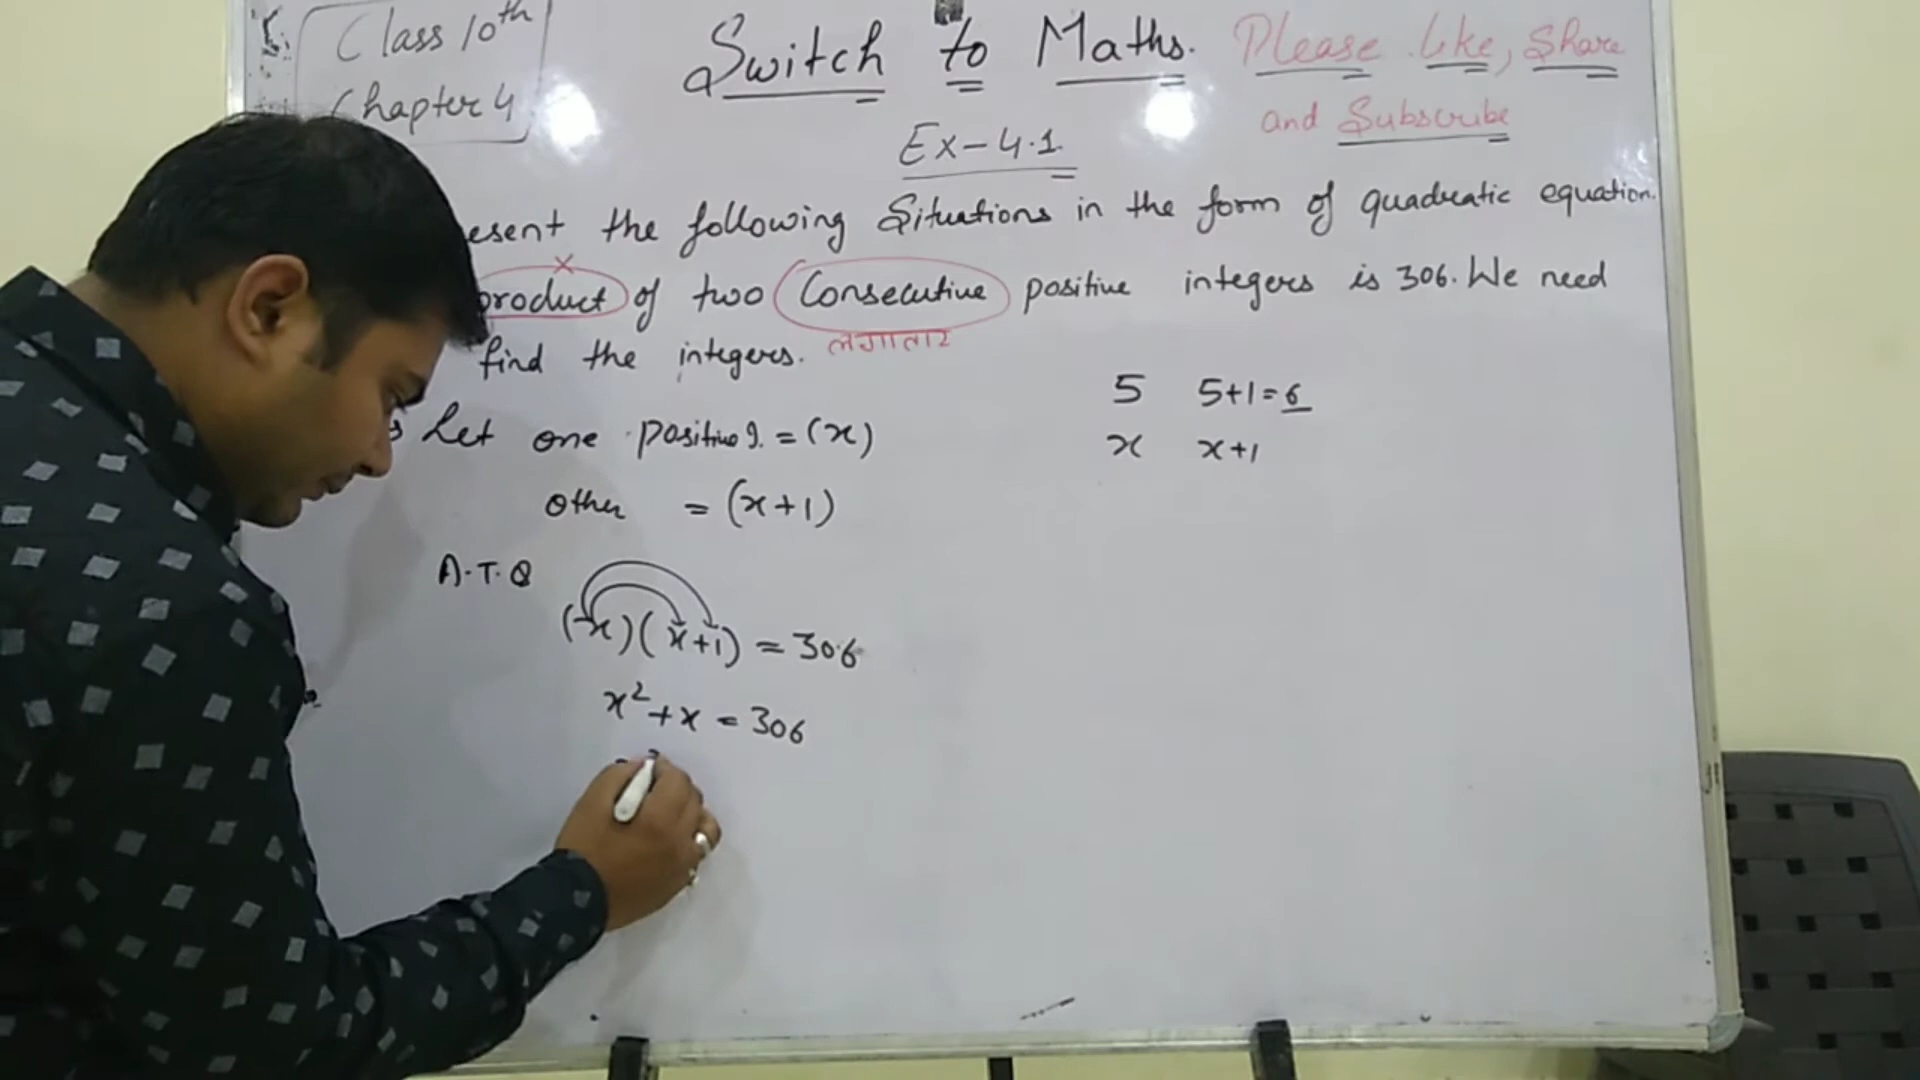 Class 10th
Chapter 4
Switch to Maths.
Please Like, Share
and Subscribe
Ex-4.1.
esent the following Situations in the form of quadratic equation.
×
product of two Consecutive positive integers is 306. We need
लगातार
find the integers.
5 5+1=6
x x+1
Let one positive I. = (x)
other = (x+1)
A.T.Q
(x)(x+1) = 306
x²+x = 306